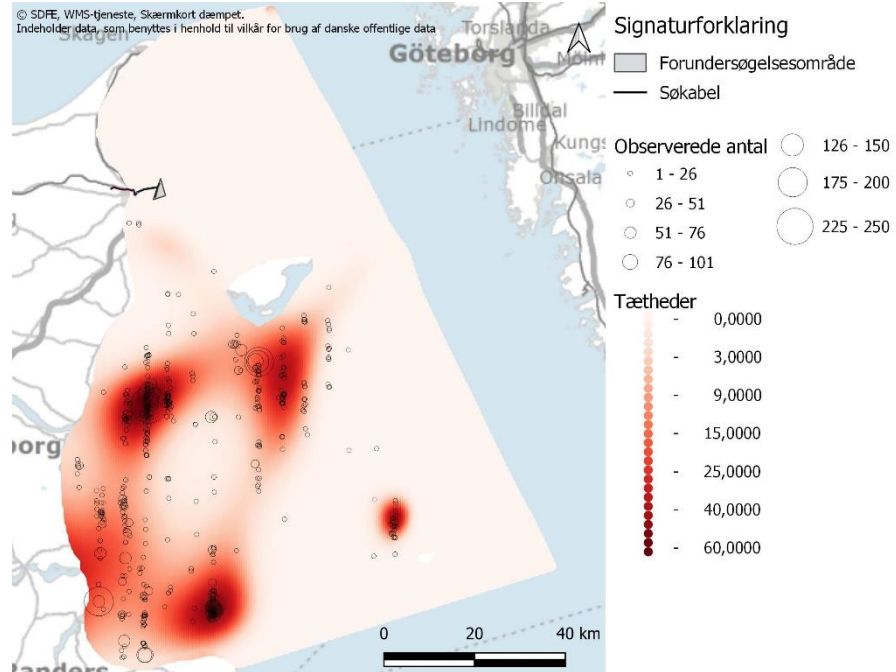 © SDFE, WMS-tjeneste, Skærmkort dæmpet.
Indeholder data, som benyttes i henhold til vilkår for brug af danske offentlige data
Skagen
Torslanda
Göteborg
Billdal
Lindome
Kungs
Onsala
borg
Randers
0 20 40 km
Signaturforklaring
Forundersøgelsesområde
Søkabel
Observerede antal
1 - 26
26 - 51
51 - 76
76 - 101
126 - 150
175 - 200
225 - 250
Tætheder
- 0,0000
- 3,0000
- 9,0000
- 15,0000
- 25,0000
- 40,0000
- 60,0000